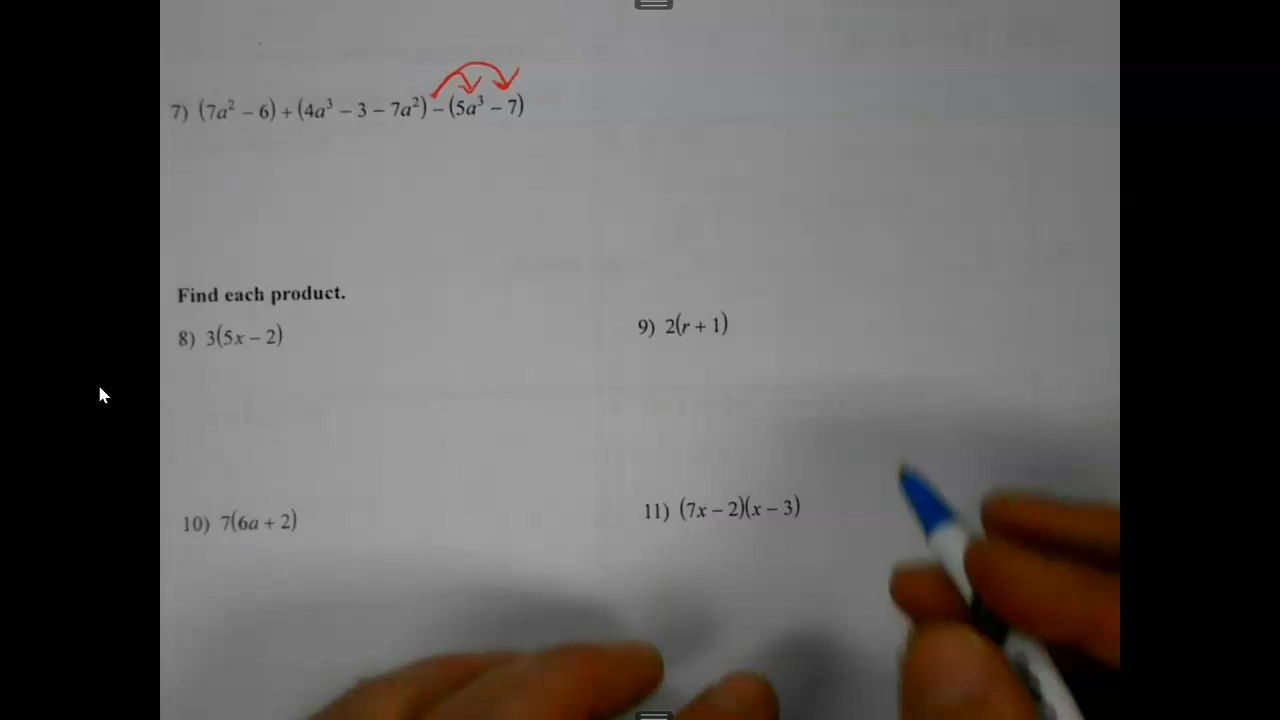 7) (7a² − 6) + (4a³ − 3 − 7a²) − (5a³ − 7)
Find each product.
8) 3(5x − 2)
9) 2(r + 1)
10) 7(6a + 2)
11) (7x − 2)(x − 3)